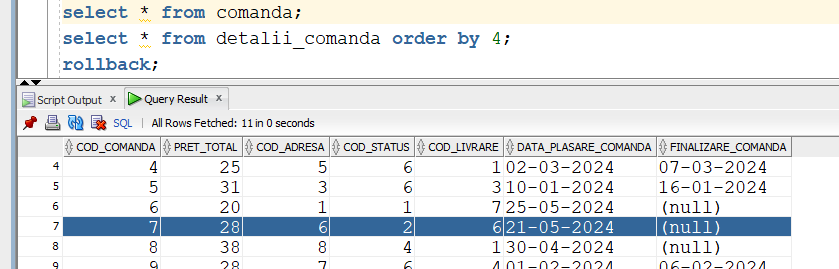 select * from comanda;
select * from detalii_comanda order by 4;
rollback;
Script Output x Query Result x
SQL | All Rows Fetched: 11 in 0 seconds
COD_COMANDA PRET_TOTAL COD_ADRESA COD_STATUS COD_LIVRARE DATA_PLASARE_COMANDA FINALIZARE_COMANDA
4 4 25 5 6 1 02-03-2024 07-03-2024
5 5 31 3 6 3 10-01-2024 16-01-2024
6 6 20 1 1 7 25-05-2024 (null)
7 7 28 6 2 6 21-05-2024 (null)
8 8 38 8 4 1 30-04-2024 (null)
9 9 28 7 6 4 01-02-2024 06-02-2024